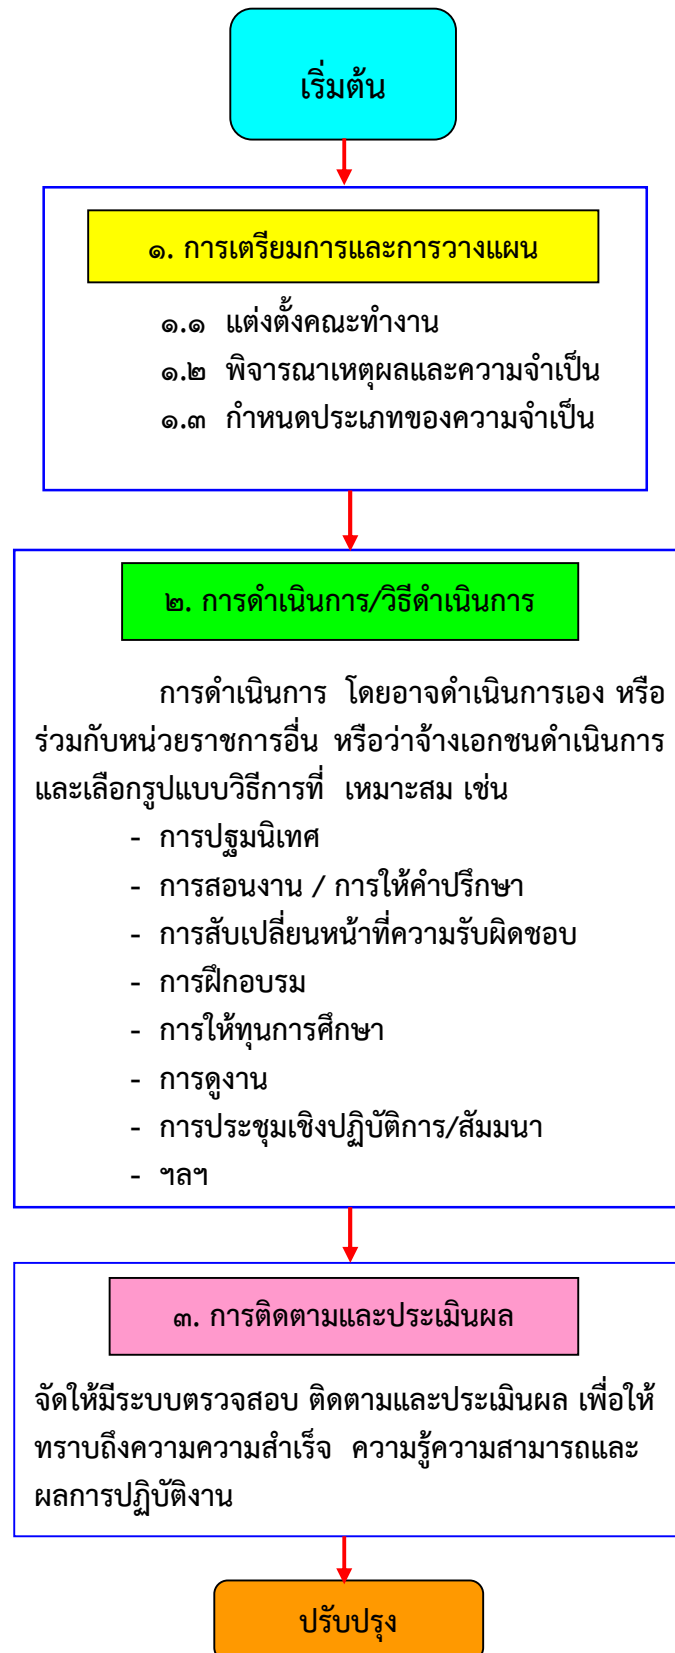 เริ่มต้น
๑. การเตรียมการและการวางแผน
๑.๑ แต่งตั้งคณะทำงาน
๑.๒ พิจารณาเหตุผลและความจำเป็น
๑.๓ กำหนดประเภทของความจำเป็น
๒. การดำเนินการ/วิธีดำเนินการ
การดำเนินการ โดยอาจดำเนินการเอง หรือ
ร่วมกับหน่วยราชการอื่น หรือว่าจ้างเอกชนดำเนินการ
และเลือกรูปแบบวิธีการที่ เหมาะสม เช่น
- การปฐมนิเทศ
- การสอนงาน / การให้คำปรึกษา
- การสับเปลี่ยนหน้าที่ความรับผิดชอบ
- การฝึกอบรม
- การให้ทุนการศึกษา
- การดูงาน
- การประชุมเชิงปฏิบัติการ/สัมมนา
- ฯลฯ
๓. การติดตามและประเมินผล
จัดให้มีระบบตรวจสอบ ติดตามและประเมินผล เพื่อให้
ทราบถึงความความสำเร็จ ความรู้ความสามารถและ
ผลการปฏิบัติงาน
ปรับปรุง